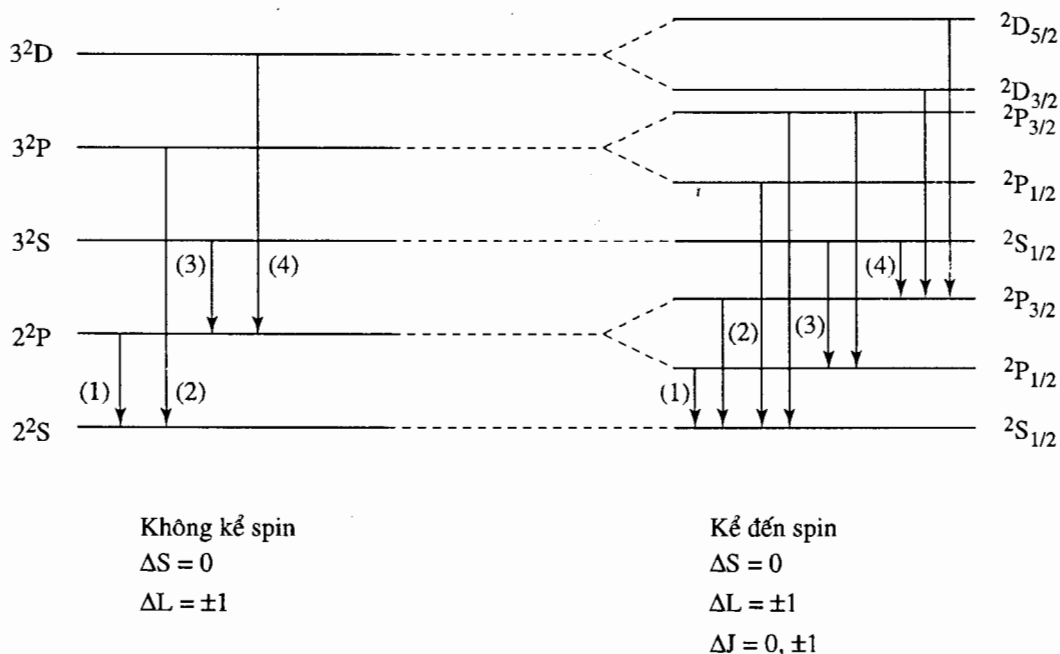 3²D
3²P
3²S
2²P
2²S
(3)
(4)
(1)
(2)
²D₅/₂
²D₃/₂
²P₃/₂
²P₁/₂
²S₁/₂
(4)
²P₃/₂
(2)
(3)
²P₁/₂
(1)
²S₁/₂
Không kể spin
ΔS = 0
ΔL = ±1
Kể đến spin
ΔS = 0
ΔL = ±1
ΔJ = 0, ±1